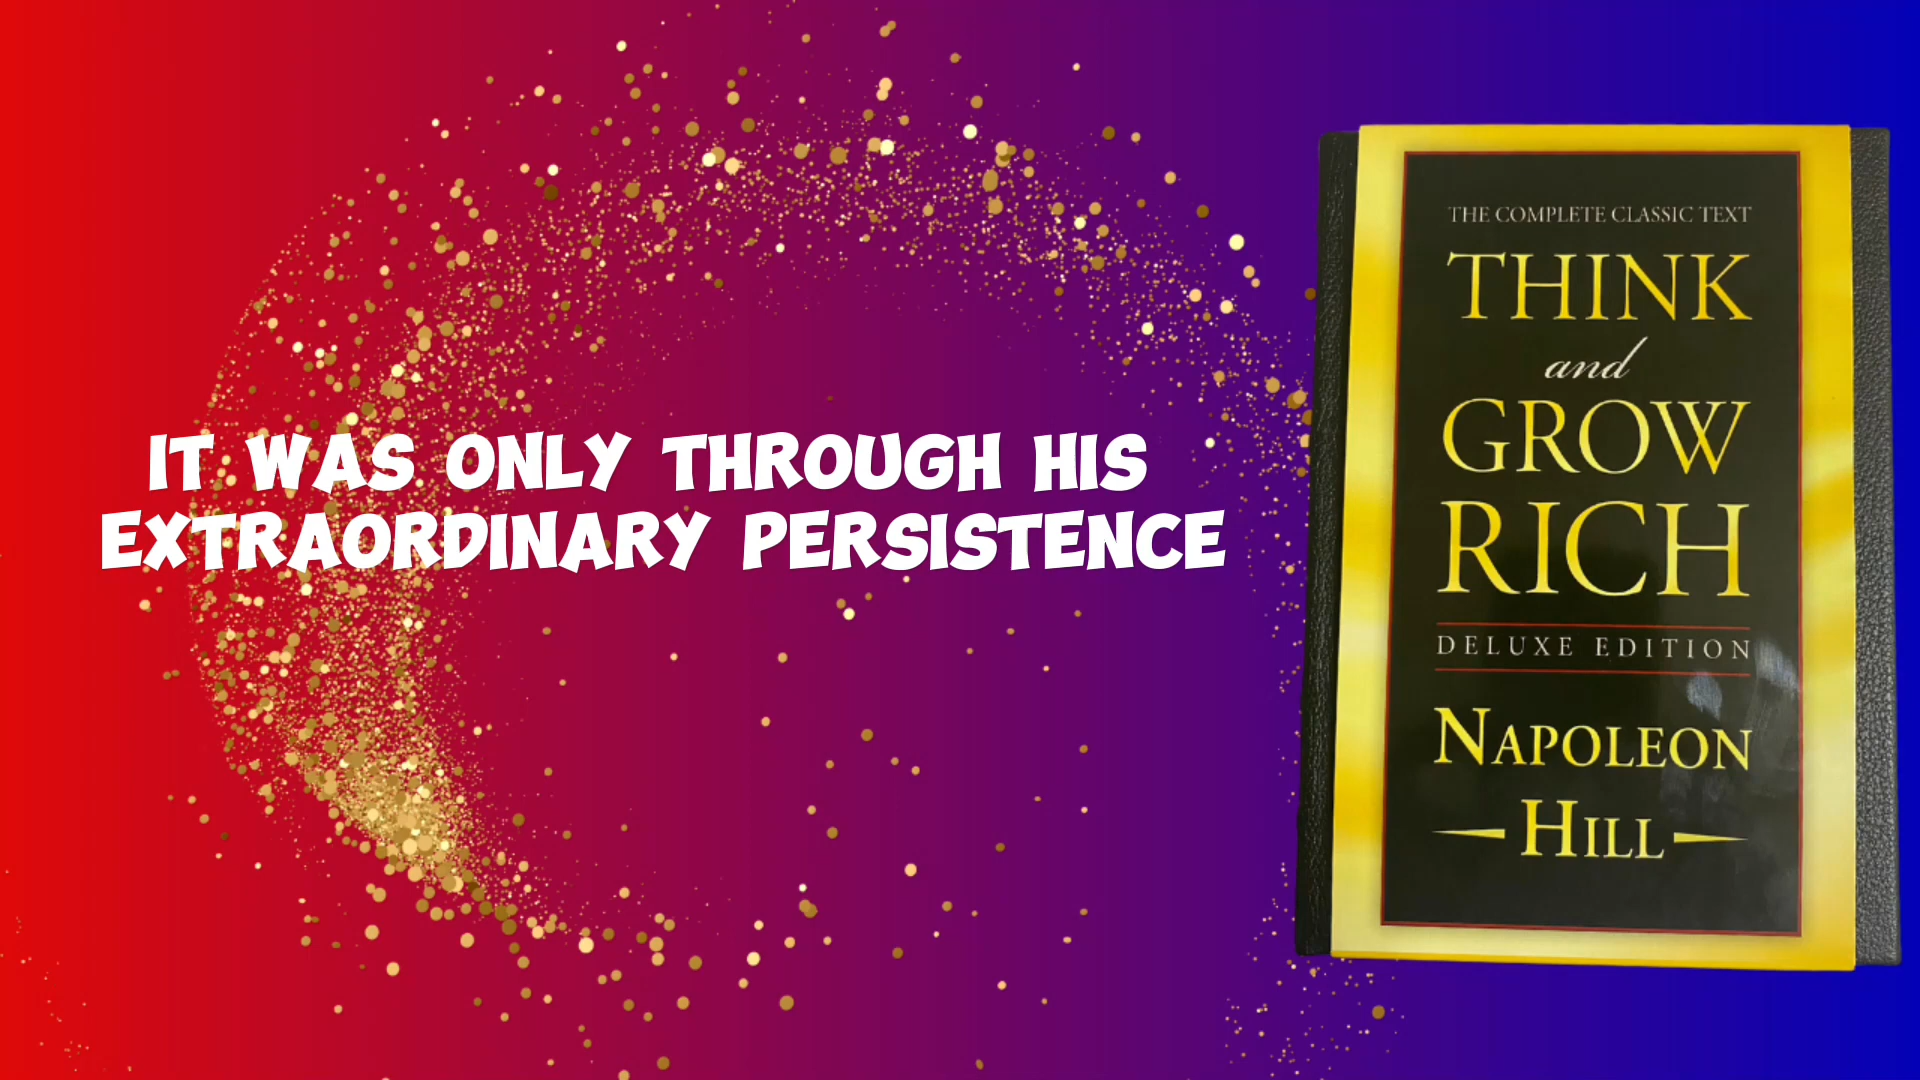 IT WAS ONLY THROUGH HIS
EXTRAORDINARY PERSISTENCE
THE COMPLETE CLASSIC TEXT
THINK
and
GROW
RICH
DELUXE EDITION
NAPOLEON
HILL